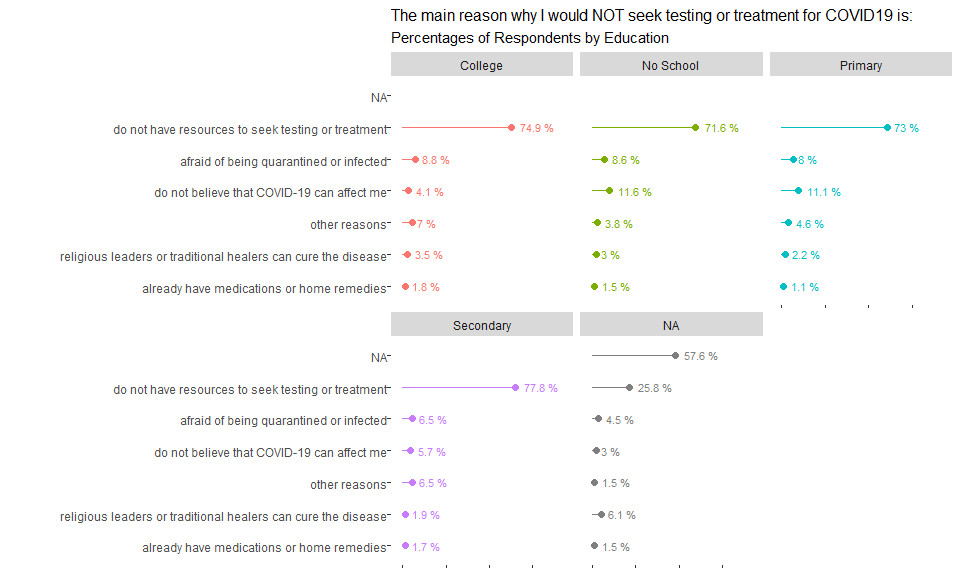 The main reason why I would NOT seek testing or treatment for COVID19 is:
Percentages of Respondents by Education
College No School Primary
NA
do not have resources to seek testing or treatment 74.9 % 71.6 % 73 %
afraid of being quarantined or infected 8.8 % 8.6 % 8 %
do not believe that COVID-19 can affect me 4.1 % 11.6 % 11.1 %
other reasons 7 % 3.8 % 4.6 %
religious leaders or traditional healers can cure the disease 3.5 % 3 % 2.2 %
already have medications or home remedies 1.8 % 1.5 % 1.1 %
Secondary NA
NA 57.6 %
do not have resources to seek testing or treatment 77.8 % 25.8 %
afraid of being quarantined or infected 6.5 % 4.5 %
do not believe that COVID-19 can affect me 5.7 % 3 %
other reasons 6.5 % 1.5 %
religious leaders or traditional healers can cure the disease 1.9 % 6.1 %
already have medications or home remedies 1.7 % 1.5 %